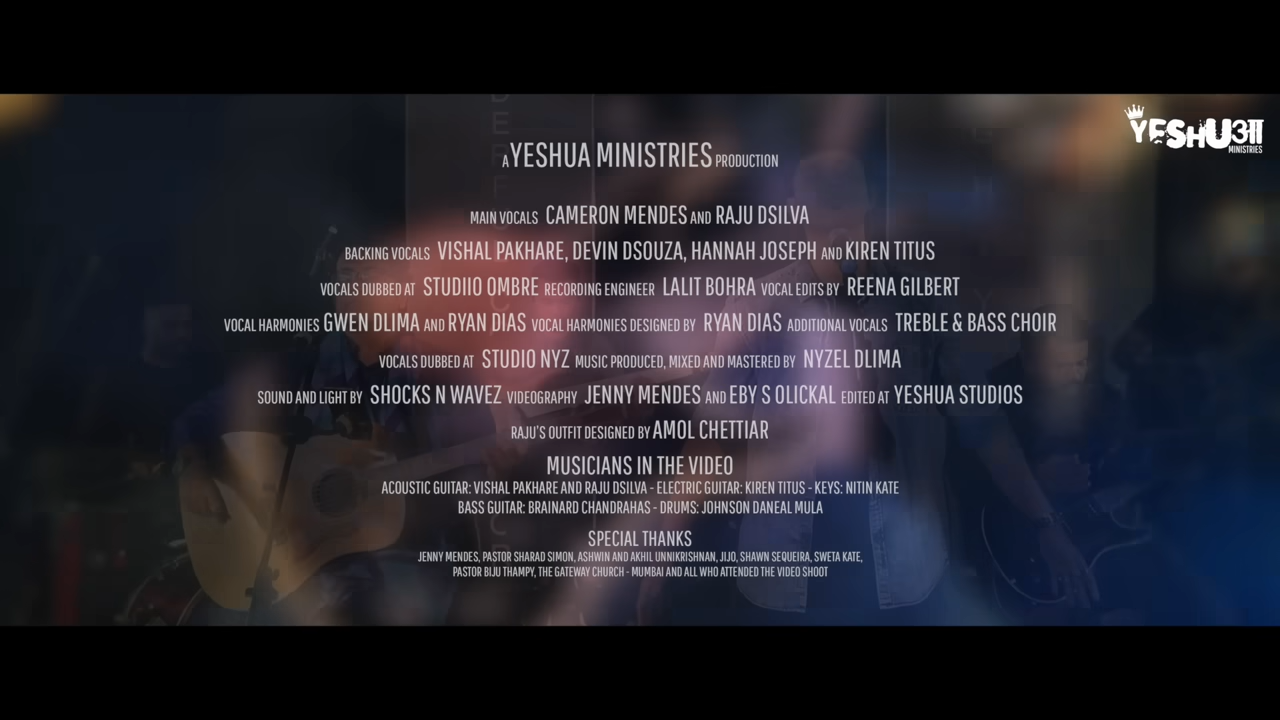 YESHUआ
MINISTRIES
A YESHUA MINISTRIES PRODUCTION
MAIN VOCALS CAMERON MENDES AND RAJU DSILVA
BACKING VOCALS VISHAL PAKHARE, DEVIN DSOUZA, HANNAH JOSEPH AND KIREN TITUS
VOCALS DUBBED AT STUDIIO OMBRE RECORDING ENGINEER LALIT BOHRA VOCAL EDITS BY REENA GILBERT
VOCAL HARMONIES GWEN DLIMA AND RYAN DIAS VOCAL HARMONIES DESIGNED BY RYAN DIAS ADDITIONAL VOCALS TREBLE & BASS CHOIR
VOCALS DUBBED AT STUDIO NYZ MUSIC PRODUCED, MIXED AND MASTERED BY NYZEL DLIMA
SOUND AND LIGHT BY SHOCKS N WAVEZ VIDEOGRAPHY JENNY MENDES AND EBY S OLICKAL EDITED AT YESHUA STUDIOS
RAJU'S OUTFIT DESIGNED BY AMOL CHETTIAR
MUSICIANS IN THE VIDEO
ACOUSTIC GUITAR: VISHAL PAKHARE AND RAJU DSILVA - ELECTRIC GUITAR: KIREN TITUS - KEYS: NITIN KATE
BASS GUITAR: BRAINARD CHANDRAHAS - DRUMS: JOHNSON DANEAL MULA
SPECIAL THANKS
JENNY MENDES, PASTOR SHARAD SIMON, ASHWIN AND AKHIL UNNIKRISHNAN, JIJO, SHAWN SEQUEIRA, SWETA KATE,
PASTOR BIJU THAMPY, THE GATEWAY CHURCH - MUMBAI AND ALL WHO ATTENDED THE VIDEO SHOOT